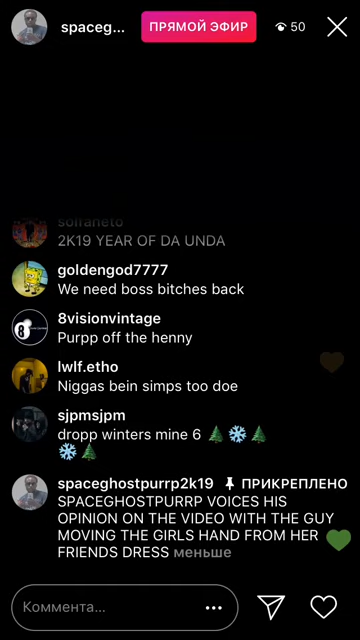 spaceg...
ПРЯМОЙ ЭФИР
50
solfaneto
2K19 YEAR OF DA UNDA
goldengod7777
We need boss bitches back
8visionvintage
Purpp off the henny
lwlf.etho
Niggas bein simps too doe
sjpmsjpm
dropp winters mine 6 🌲❄️🌲
❄️🌲
spaceghostpurrp2k19 📌 ПРИКРЕПЛЕНО
SPACEGHOSTPURRP VOICES HIS
OPINION ON THE VIDEO WITH THE GUY
MOVING THE GIRLS HAND FROM HER
FRIENDS DRESS меньше
Коммента...